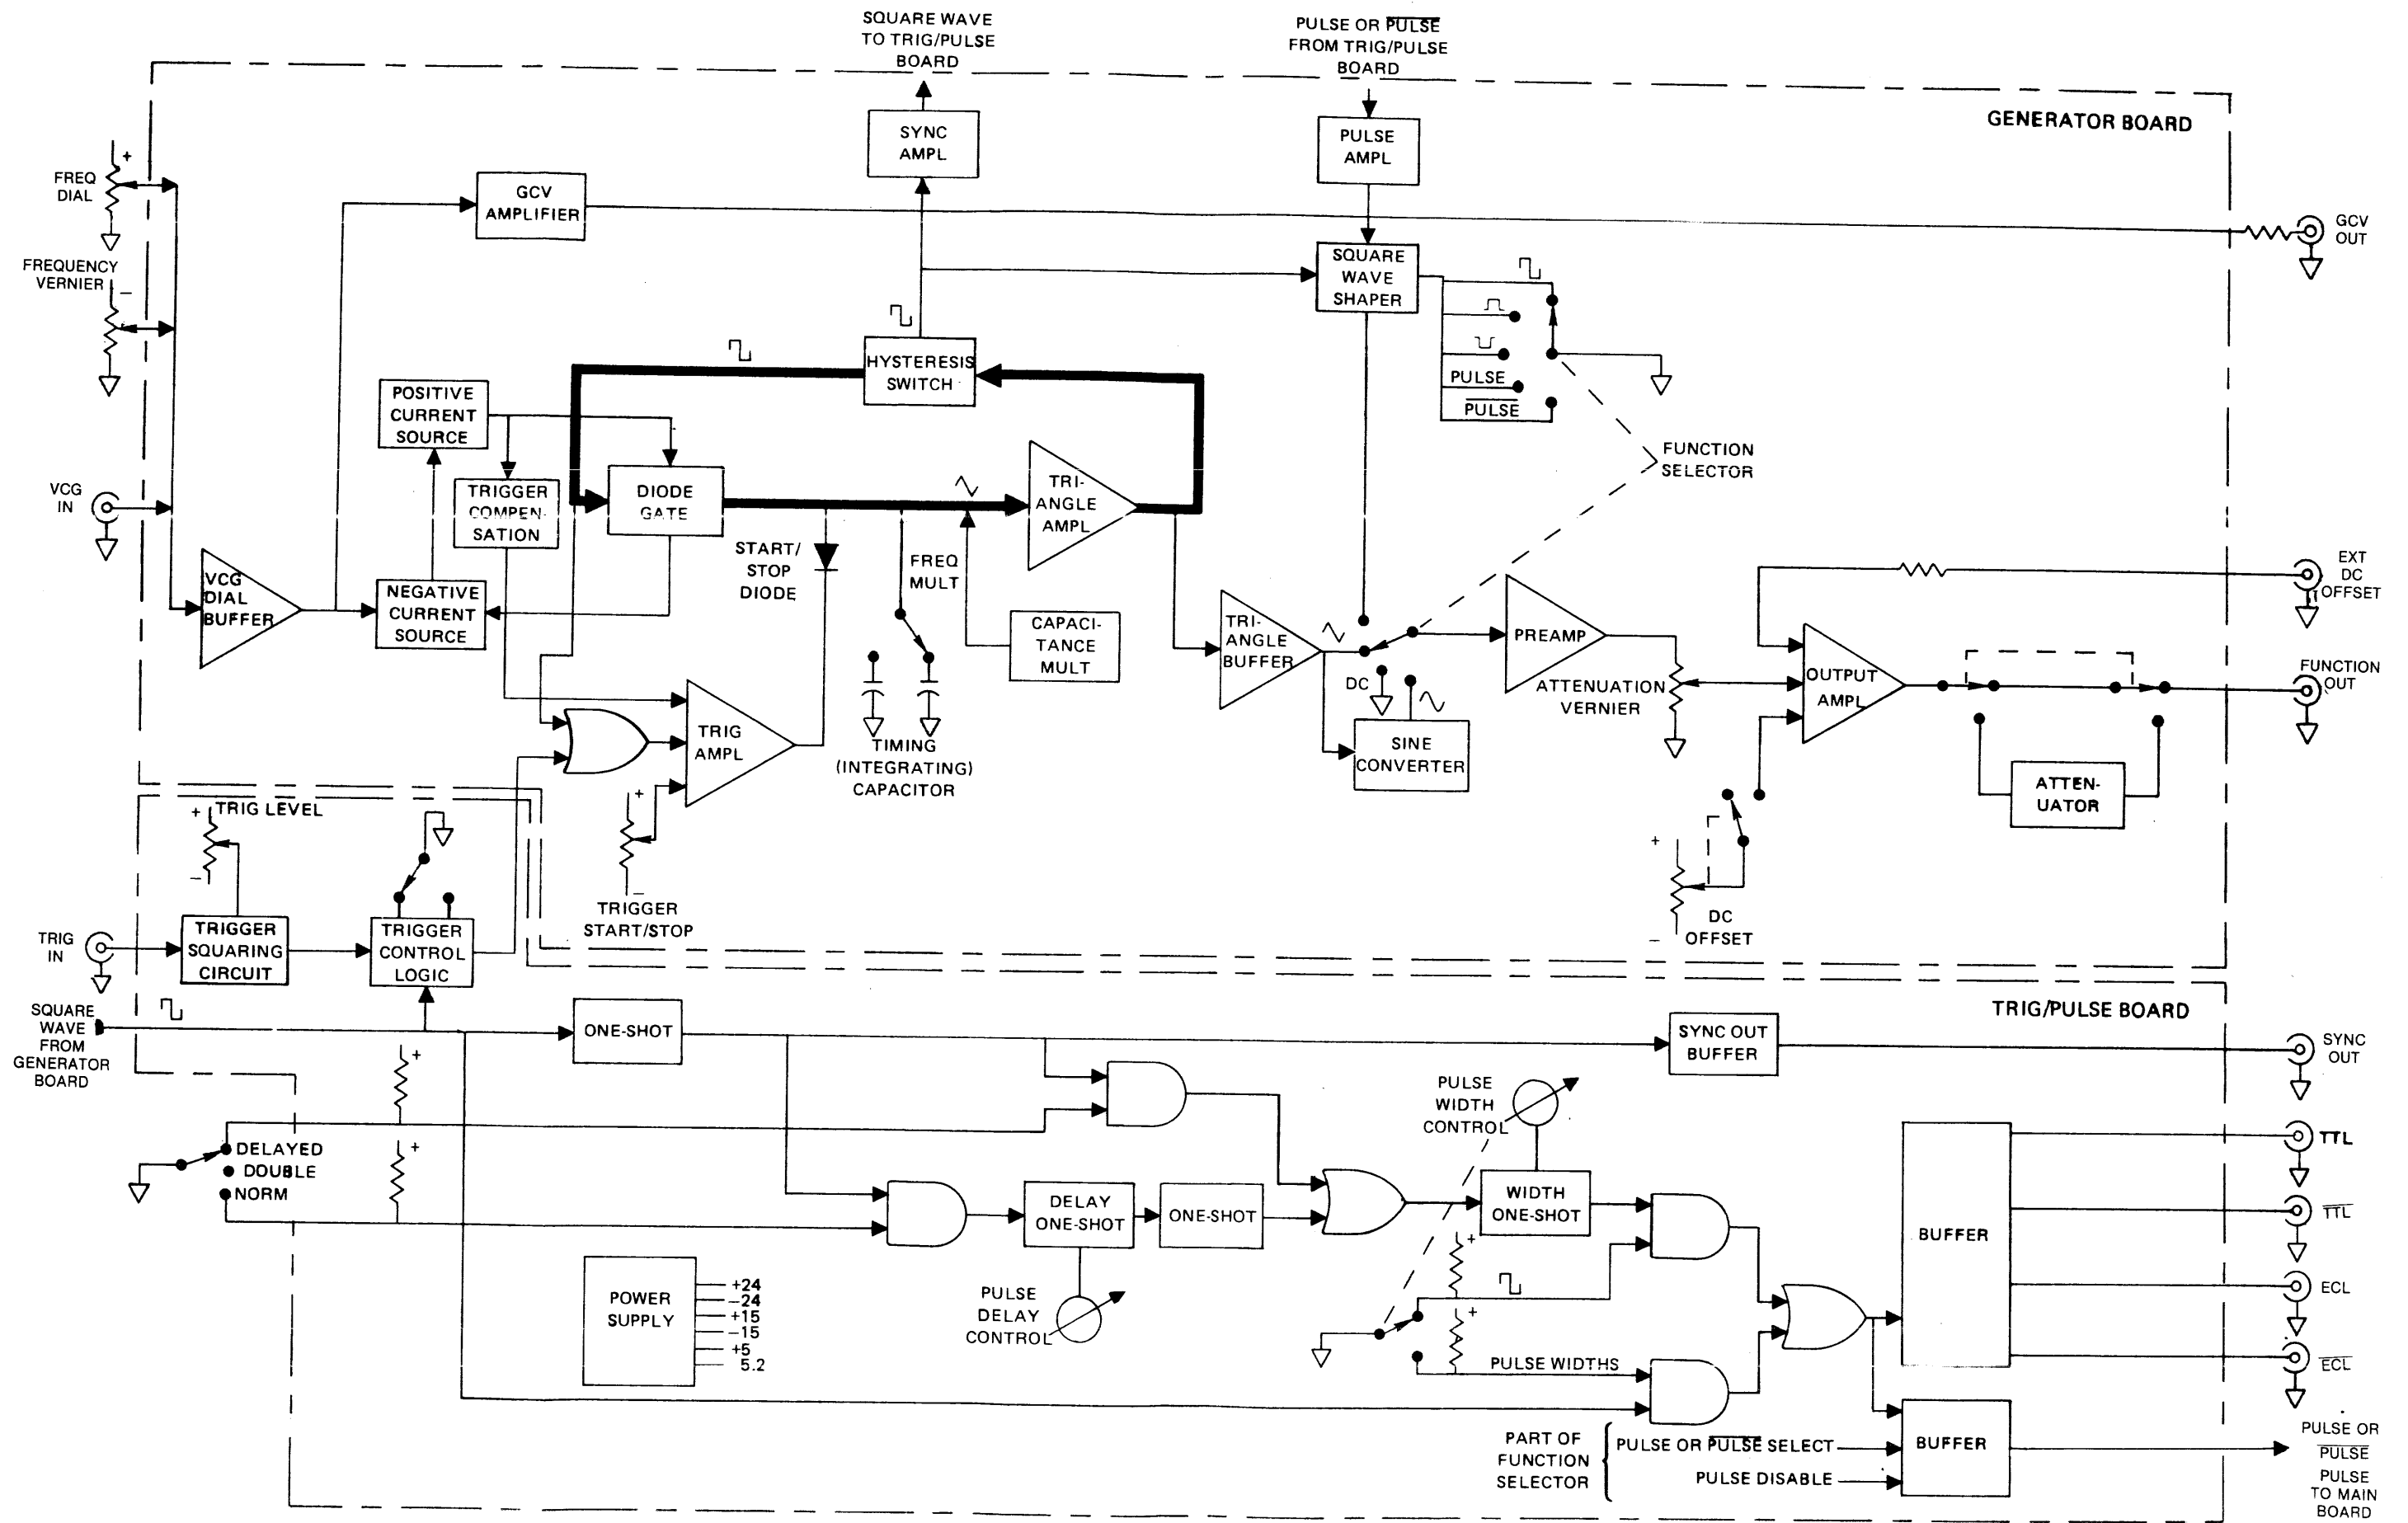 SQUARE WAVE
TO TRIG/PULSE
BOARD
PULSE OR PULSE
FROM TRIG/PULSE
BOARD
GENERATOR BOARD
SYNC
AMPL
PULSE
AMPL
+
FREQ
DIAL
GCV
AMPLIFIER
GCV
OUT
FREQUENCY
VERNIER
–
SQUARE
WAVE
SHAPER
HYSTERESIS
SWITCH
PULSE
PULSE
POSITIVE
CURRENT
SOURCE
FUNCTION
SELECTOR
VCG
IN
TRIGGER
COMPEN-
SATION
DIODE
GATE
TRI-
ANGLE
AMPL
START/
STOP
DIODE
FREQ
MULT
EXT
DC
OFFSET
VCG
DIAL
BUFFER
NEGATIVE
CURRENT
SOURCE
CAPACI-
TANCE
MULT
TRI-
ANGLE
BUFFER
PREAMP
DC
ATTENUATION
VERNIER
OUTPUT
AMPL
FUNCTION
OUT
TRIG
AMPL
TIMING
(INTEGRATING)
CAPACITOR
SINE
CONVERTER
ATTEN-
UATOR
+
TRIG LEVEL
–
+
–
TRIGGER
START/STOP
+
–
DC
OFFSET
TRIG
IN
TRIGGER
SQUARING
CIRCUIT
TRIGGER
CONTROL
LOGIC
TRIG/PULSE BOARD
SQUARE
WAVE
FROM
GENERATOR
BOARD
ONE-SHOT
SYNC OUT
BUFFER
SYNC
OUT
+
+
PULSE
WIDTH
CONTROL
DELAYED
DOUBLE
NORM
TTL
TTL
ECL
ECL
DELAY
ONE-SHOT
ONE-SHOT
WIDTH
ONE-SHOT
BUFFER
POWER
SUPPLY
+24
–24
+15
–15
+5
5.2
PULSE
DELAY
CONTROL
+
+
PULSE WIDTHS
PART OF
FUNCTION
SELECTOR
PULSE OR PULSE SELECT
PULSE DISABLE
BUFFER
PULSE OR
PULSE
PULSE
TO MAIN
BOARD